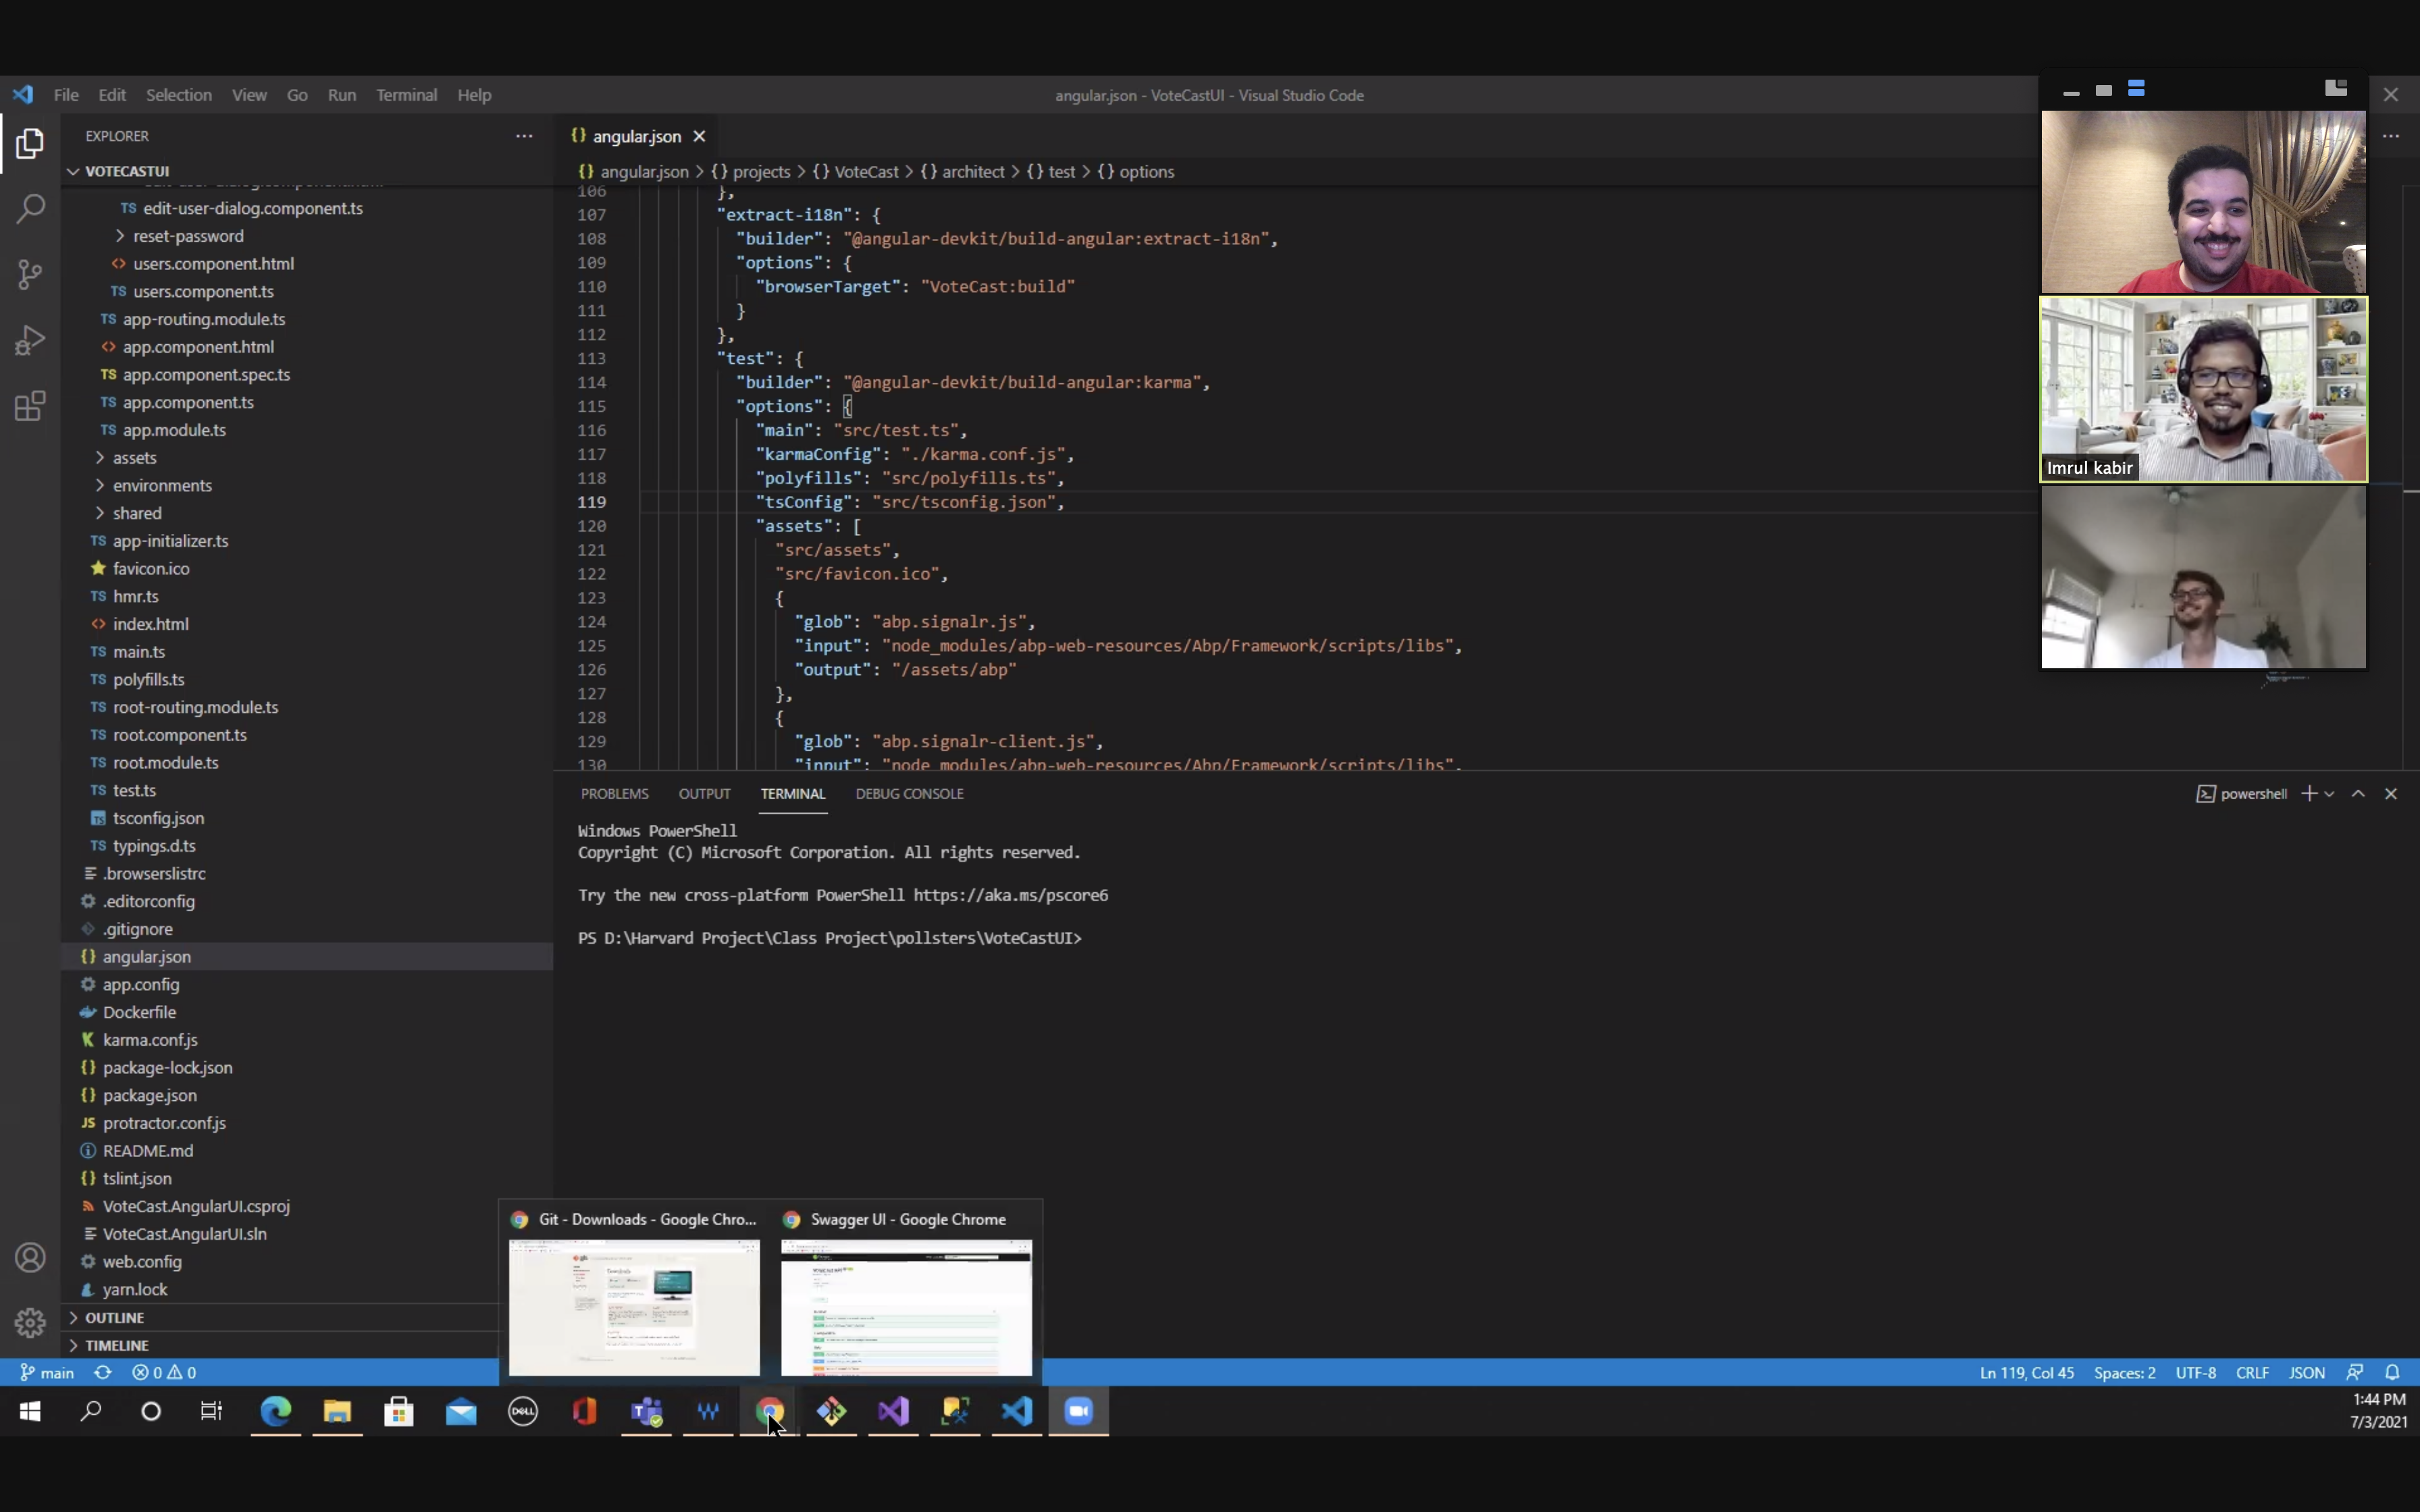 File Edit Selection View Go Run Terminal Help
angular.json - VoteCastUI - Visual Studio Code
EXPLORER
VOTECASTUI
edit-user-dialog.component.ts
reset-password
users.component.html
users.component.ts
app-routing.module.ts
app.component.html
app.component.spec.ts
app.component.ts
app.module.ts
assets
environments
shared
app-initializer.ts
favicon.ico
hmr.ts
index.html
main.ts
polyfills.ts
root-routing.module.ts
root.component.ts
root.module.ts
test.ts
tsconfig.json
typings.d.ts
.browserslistrc
.editorconfig
.gitignore
angular.json
app.config
Dockerfile
karma.conf.js
package-lock.json
package.json
protractor.conf.js
README.md
tslint.json
VoteCast.AngularUI.csproj
VoteCast.AngularUI.sln
web.config
yarn.lock
OUTLINE
TIMELINE
{} angular.json
{} angular.json > {} projects > {} VoteCast > {} architect > {} test > {} options
106 },
107 "extract-i18n": {
108 "builder": "@angular-devkit/build-angular:extract-i18n",
109 "options": {
110 "browserTarget": "VoteCast:build"
111 }
112 },
113 "test": {
114 "builder": "@angular-devkit/build-angular:karma",
115 "options": {
116 "main": "src/test.ts",
117 "karmaConfig": "./karma.conf.js",
118 "polyfills": "src/polyfills.ts",
119 "tsConfig": "src/tsconfig.json",
120 "assets": [
121 "src/assets",
122 "src/favicon.ico",
123 {
124 "glob": "abp.signalr.js",
125 "input": "node_modules/abp-web-resources/Abp/Framework/scripts/libs",
126 "output": "/assets/abp"
127 },
128 {
129 "glob": "abp.signalr-client.js",
130 "input": "node_modules/abp-web-resources/Abp/Framework/scripts/libs",
Imrul kabir
PROBLEMS OUTPUT TERMINAL DEBUG CONSOLE
powershell
Windows PowerShell
Copyright (C) Microsoft Corporation. All rights reserved.
Try the new cross-platform PowerShell https://aka.ms/pscore6
PS D:\Harvard Project\Class Project\pollsters\VoteCastUI>
Git - Downloads - Google Chro...
Swagger UI - Google Chrome
main 0 0
Ln 119, Col 45 Spaces: 2 UTF-8 CRLF JSON
DELL
1:44 PM
7/3/2021